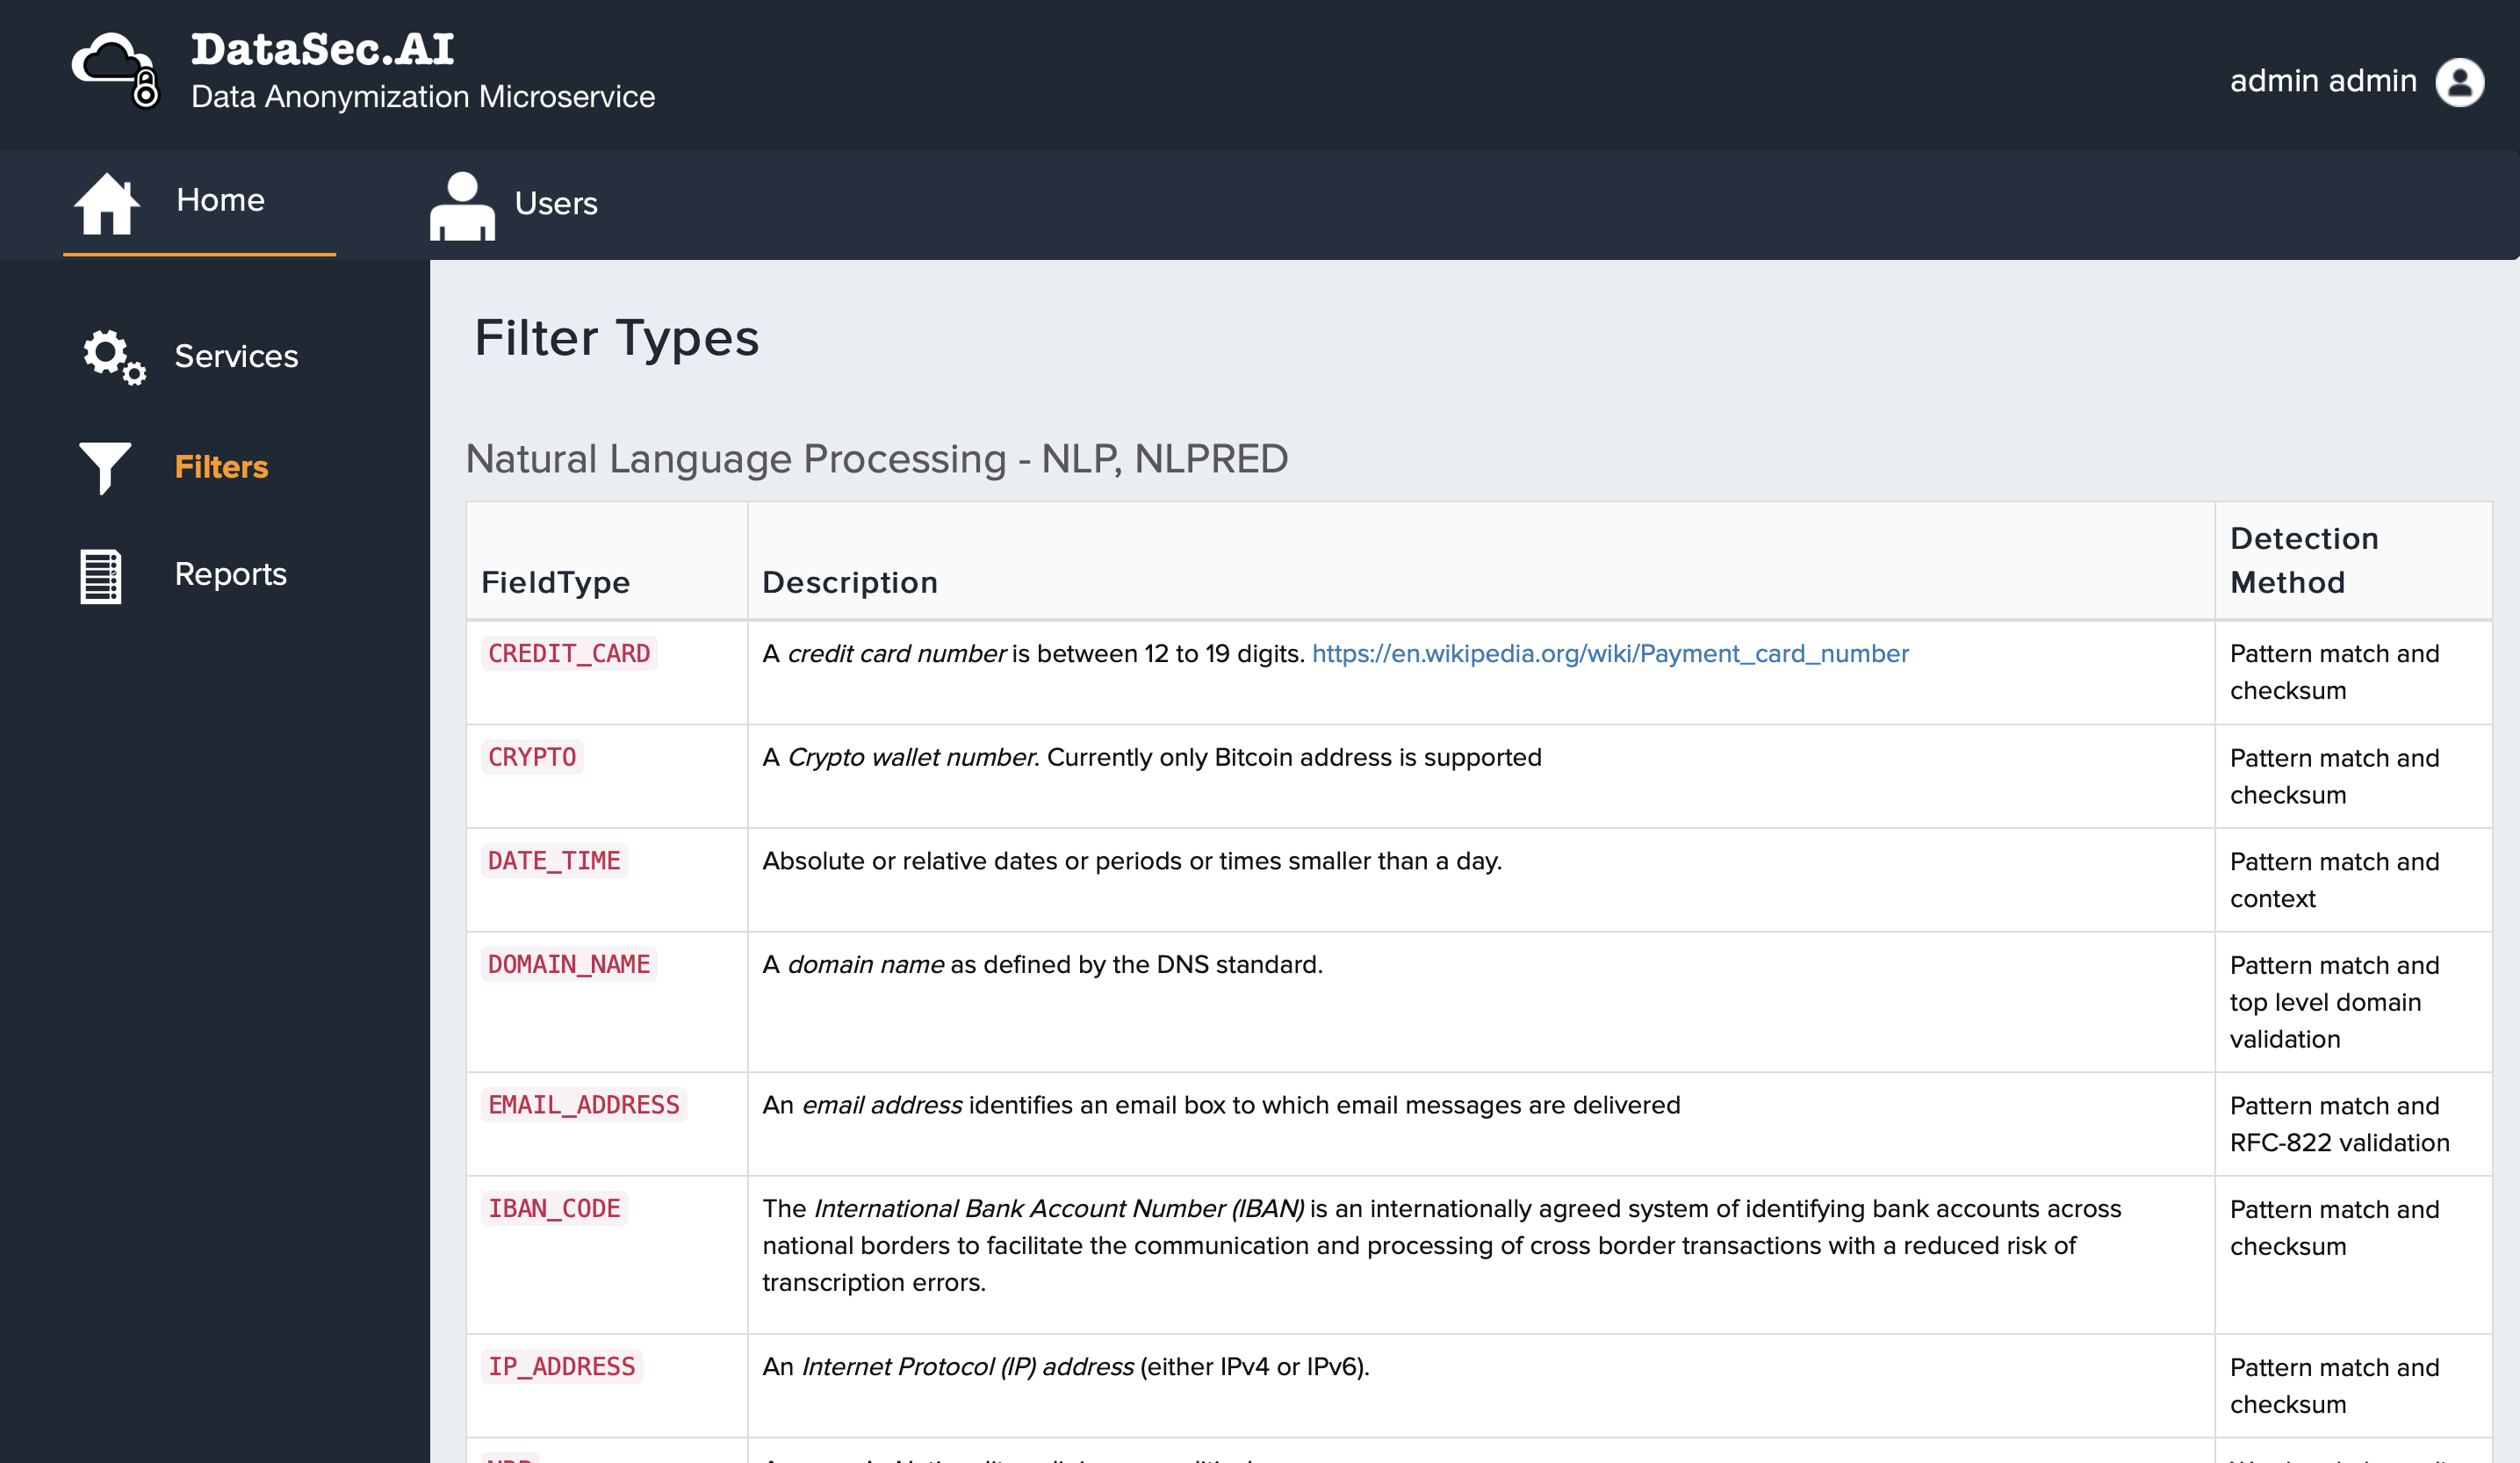 DataSec.AI
Data Anonymization Microservice
admin admin
Home
Users
Services
Filters
Reports
Filter Types
Natural Language Processing - NLP, NLPRED
FieldType
Description
Detection
Method
CREDIT_CARD
A credit card number is between 12 to 19 digits. https://en.wikipedia.org/wiki/Payment_card_number
Pattern match and
checksum
CRYPTO
A Crypto wallet number. Currently only Bitcoin address is supported
Pattern match and
checksum
DATE_TIME
Absolute or relative dates or periods or times smaller than a day.
Pattern match and
context
DOMAIN_NAME
A domain name as defined by the DNS standard.
Pattern match and
top level domain
validation
EMAIL_ADDRESS
An email address identifies an email box to which email messages are delivered
Pattern match and
RFC-822 validation
IBAN_CODE
The International Bank Account Number (IBAN) is an internationally agreed system of identifying bank accounts across
national borders to facilitate the communication and processing of cross border transactions with a reduced risk of
transcription errors.
Pattern match and
checksum
IP_ADDRESS
An Internet Protocol (IP) address (either IPv4 or IPv6).
Pattern match and
checksum